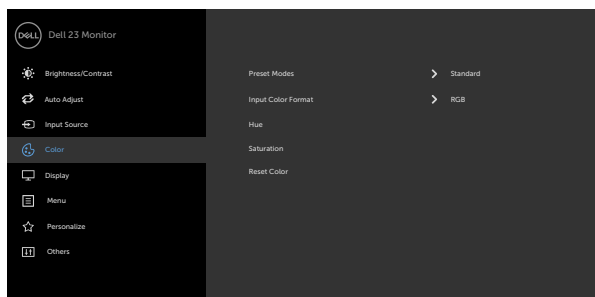 DELL Dell 23 Monitor
Brightness/Contrast
Auto Adjust
Input Source
Color
Display
Menu
Personalize
Others
Preset Modes Standard
Input Color Format RGB
Hue
Saturation
Reset Color